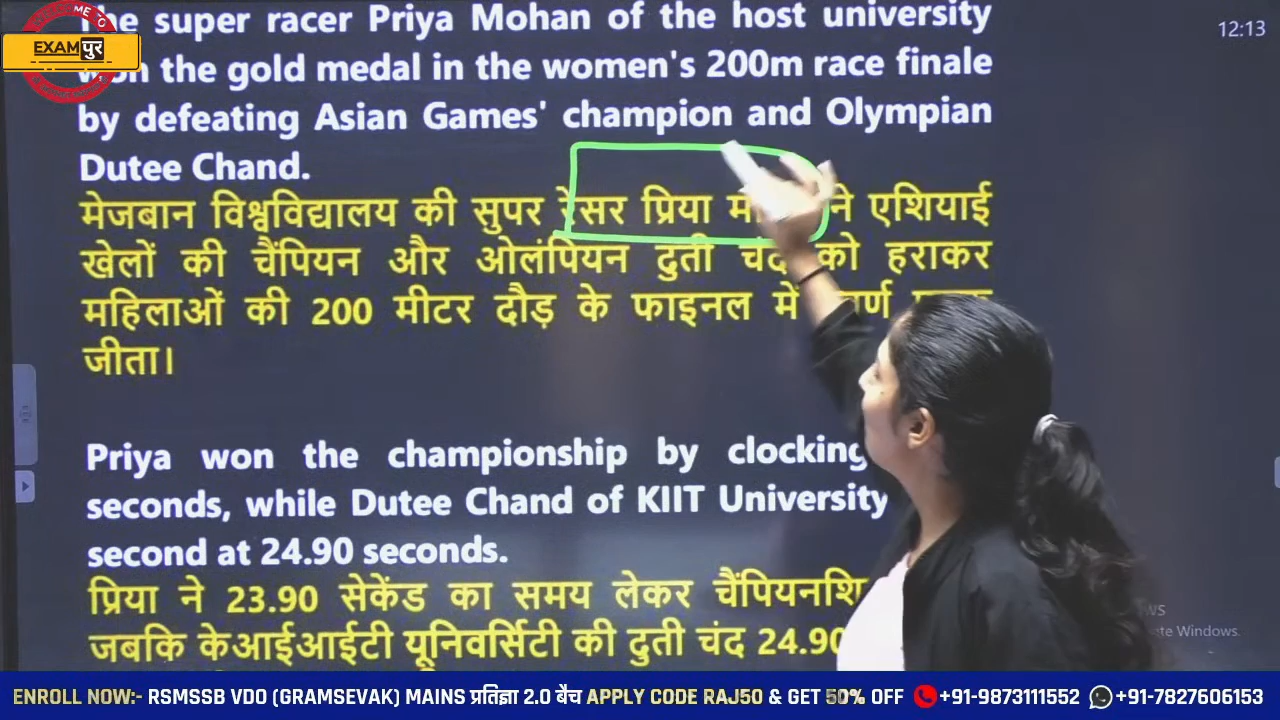 12:13
EXAMपुर
The super racer Priya Mohan of the host university
won the gold medal in the women's 200m race finale
by defeating Asian Games' champion and Olympian
Dutee Chand.
मेजबान विश्वविद्यालय की सुपर रेसर प्रिया ने एशियाई
खेलों की चैंपियन और ओलंपियन दुती चंद को हराकर
महिलाओं की 200 मीटर दौड़ के फाइनल में
जीता।
Priya won the championship by clocking
seconds, while Dutee Chand of KIIT University
second at 24.90 seconds.
प्रिया ने 23.90 सेकेंड का समय लेकर
जबकि केआईआईटी यूनिवर्सिटी की दुती चंद 24.90
ENROLL NOW:- RSMSSB VDO (GRAMSEVAK) MAINS प्रतिज्ञा 2.0 बैच APPLY CODE RAJ50 & GET 50% OFF +91-9873111552 +91-7827606153